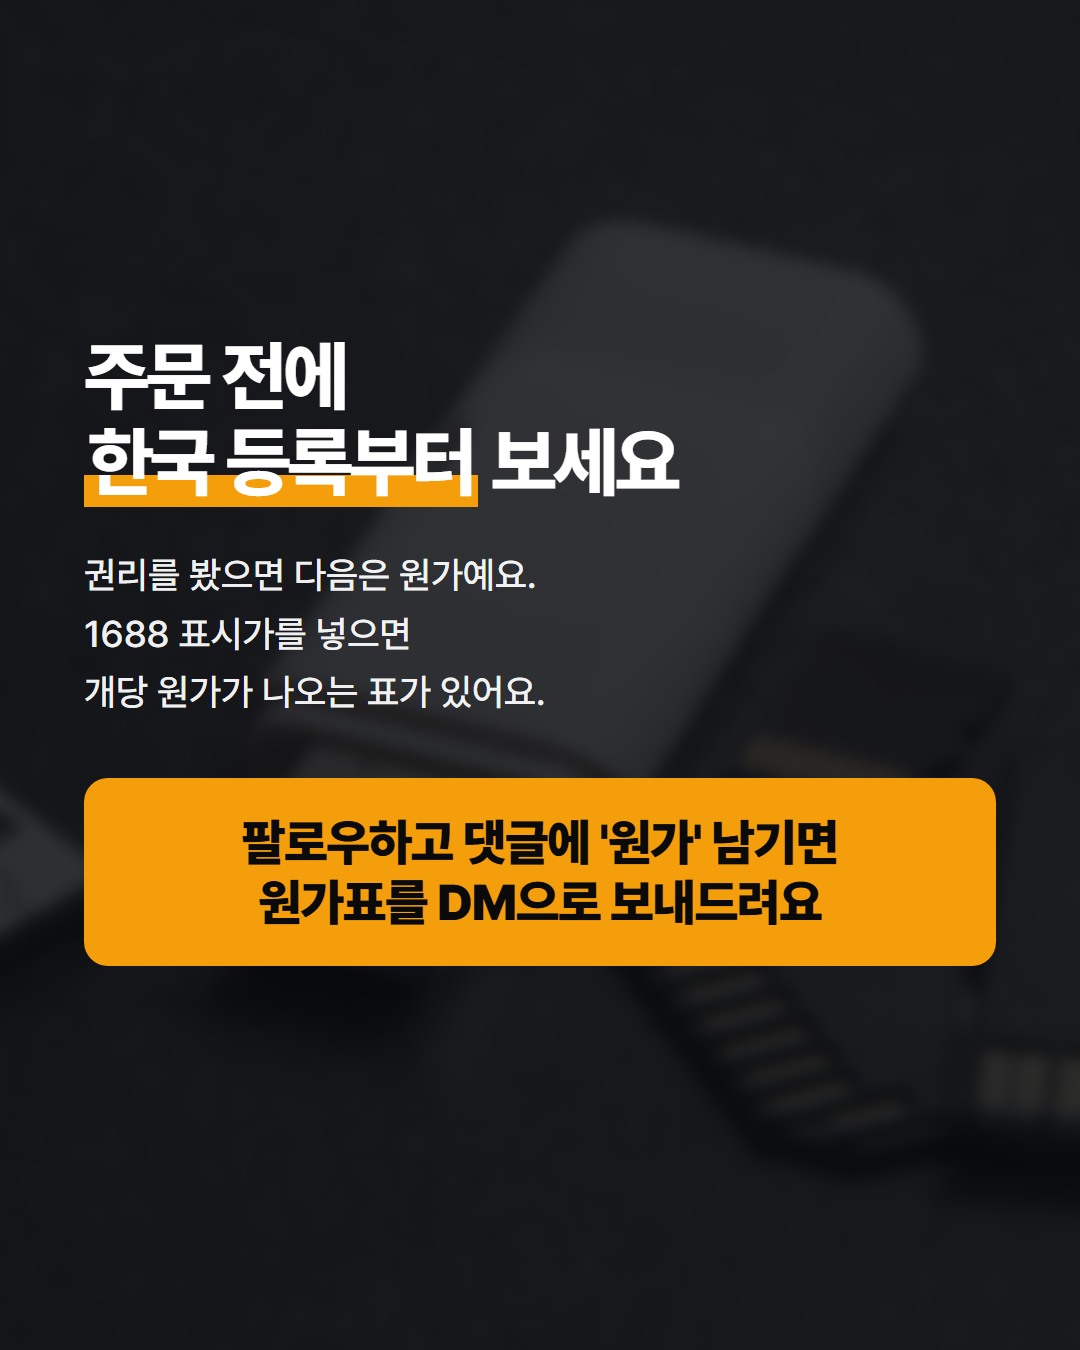 주문 전에
한국 등록부터 보세요
권리를 봤으면 다음은 원가예요.
1688 표시가를 넣으면
개당 원가가 나오는 표가 있어요.
팔로우하고 댓글에 '원가' 남기면
원가표를 DM으로 보내드려요